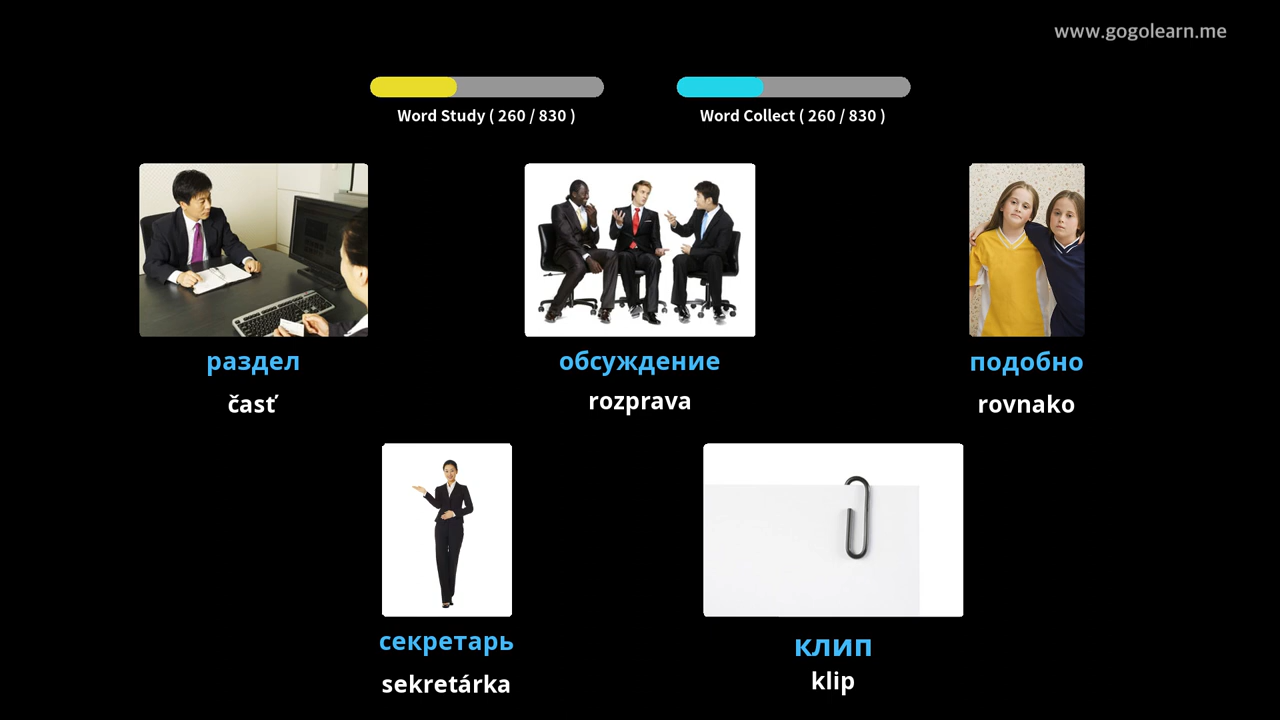 www.gogolearn.me
Word Study ( 260 / 830 )
Word Collect ( 260 / 830 )
раздел
časť
обсуждение
rozprava
подобно
rovnako
секретарь
sekretárka
клип
klip